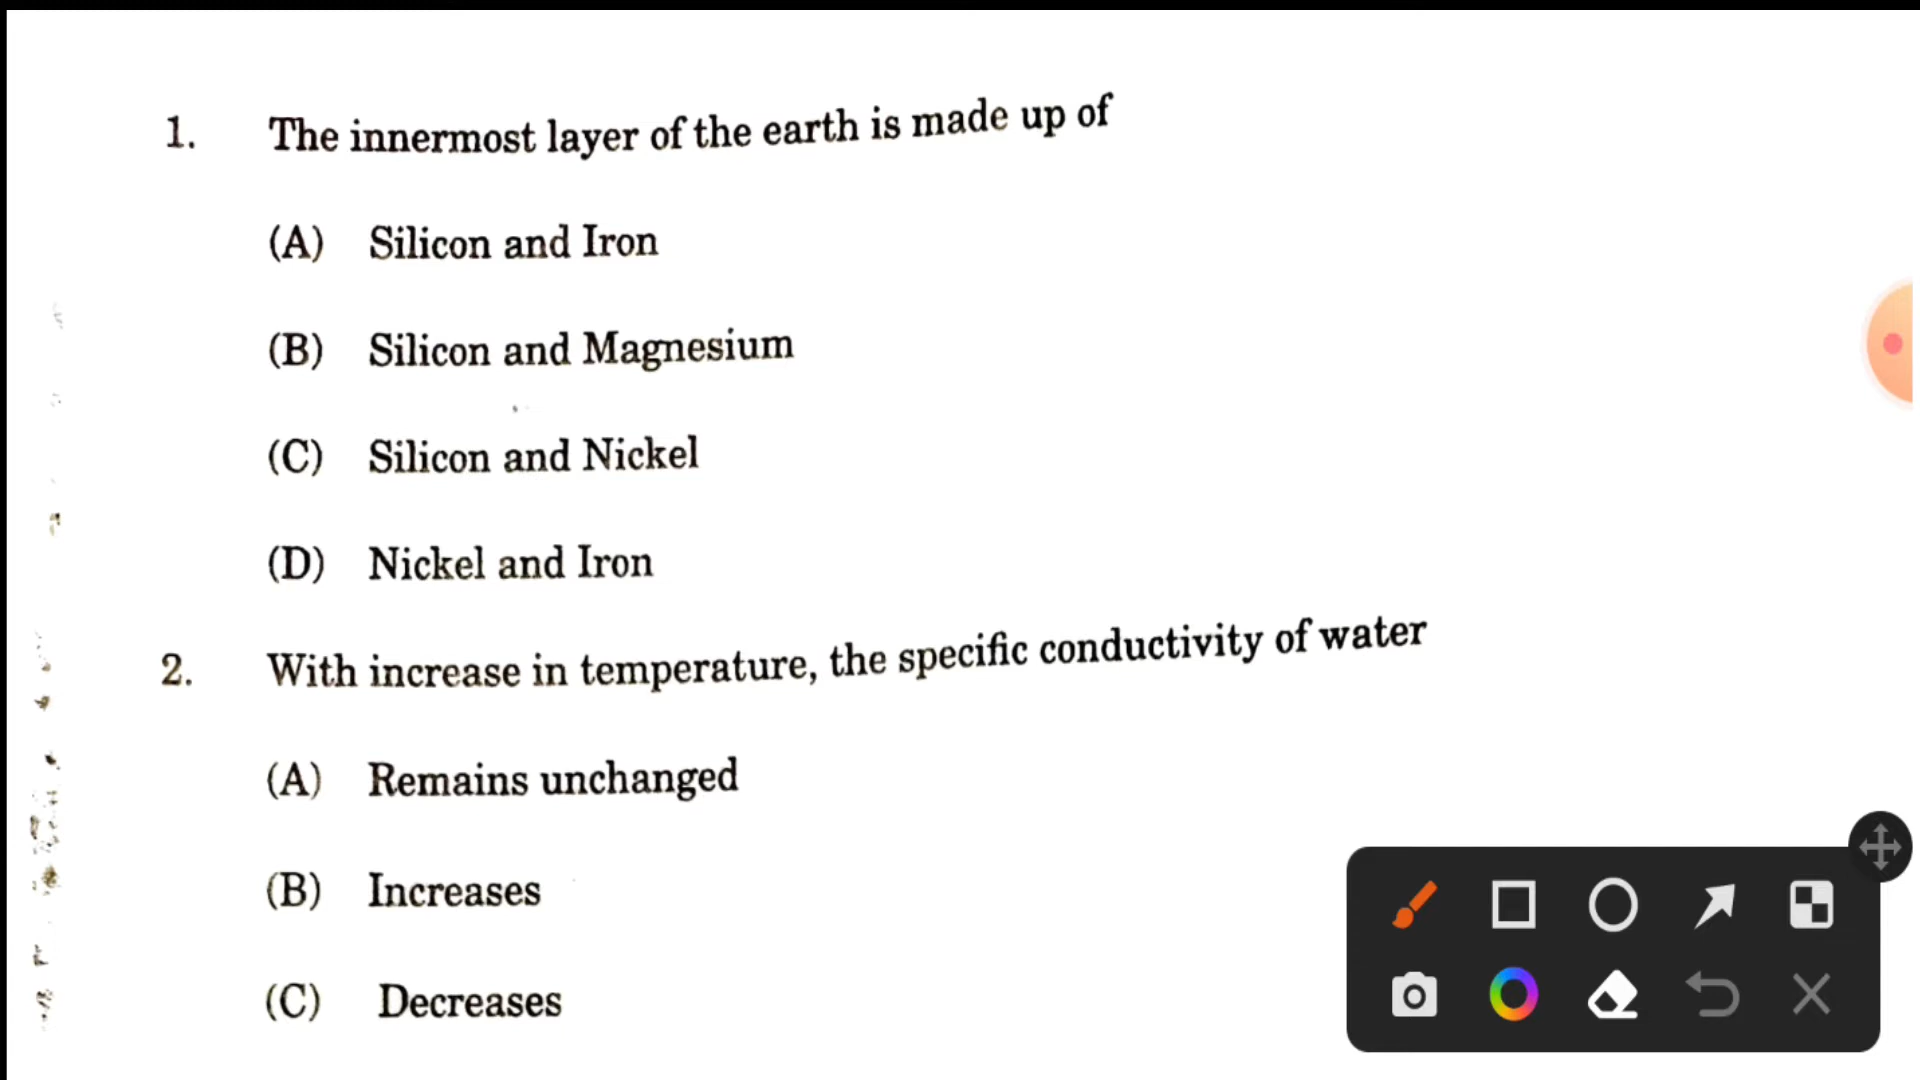 1. The innermost layer of the earth is made up of
(A) Silicon and Iron
(B) Silicon and Magnesium
(C) Silicon and Nickel
(D) Nickel and Iron
2. With increase in temperature, the specific conductivity of water
(A) Remains unchanged
(B) Increases
(C) Decreases